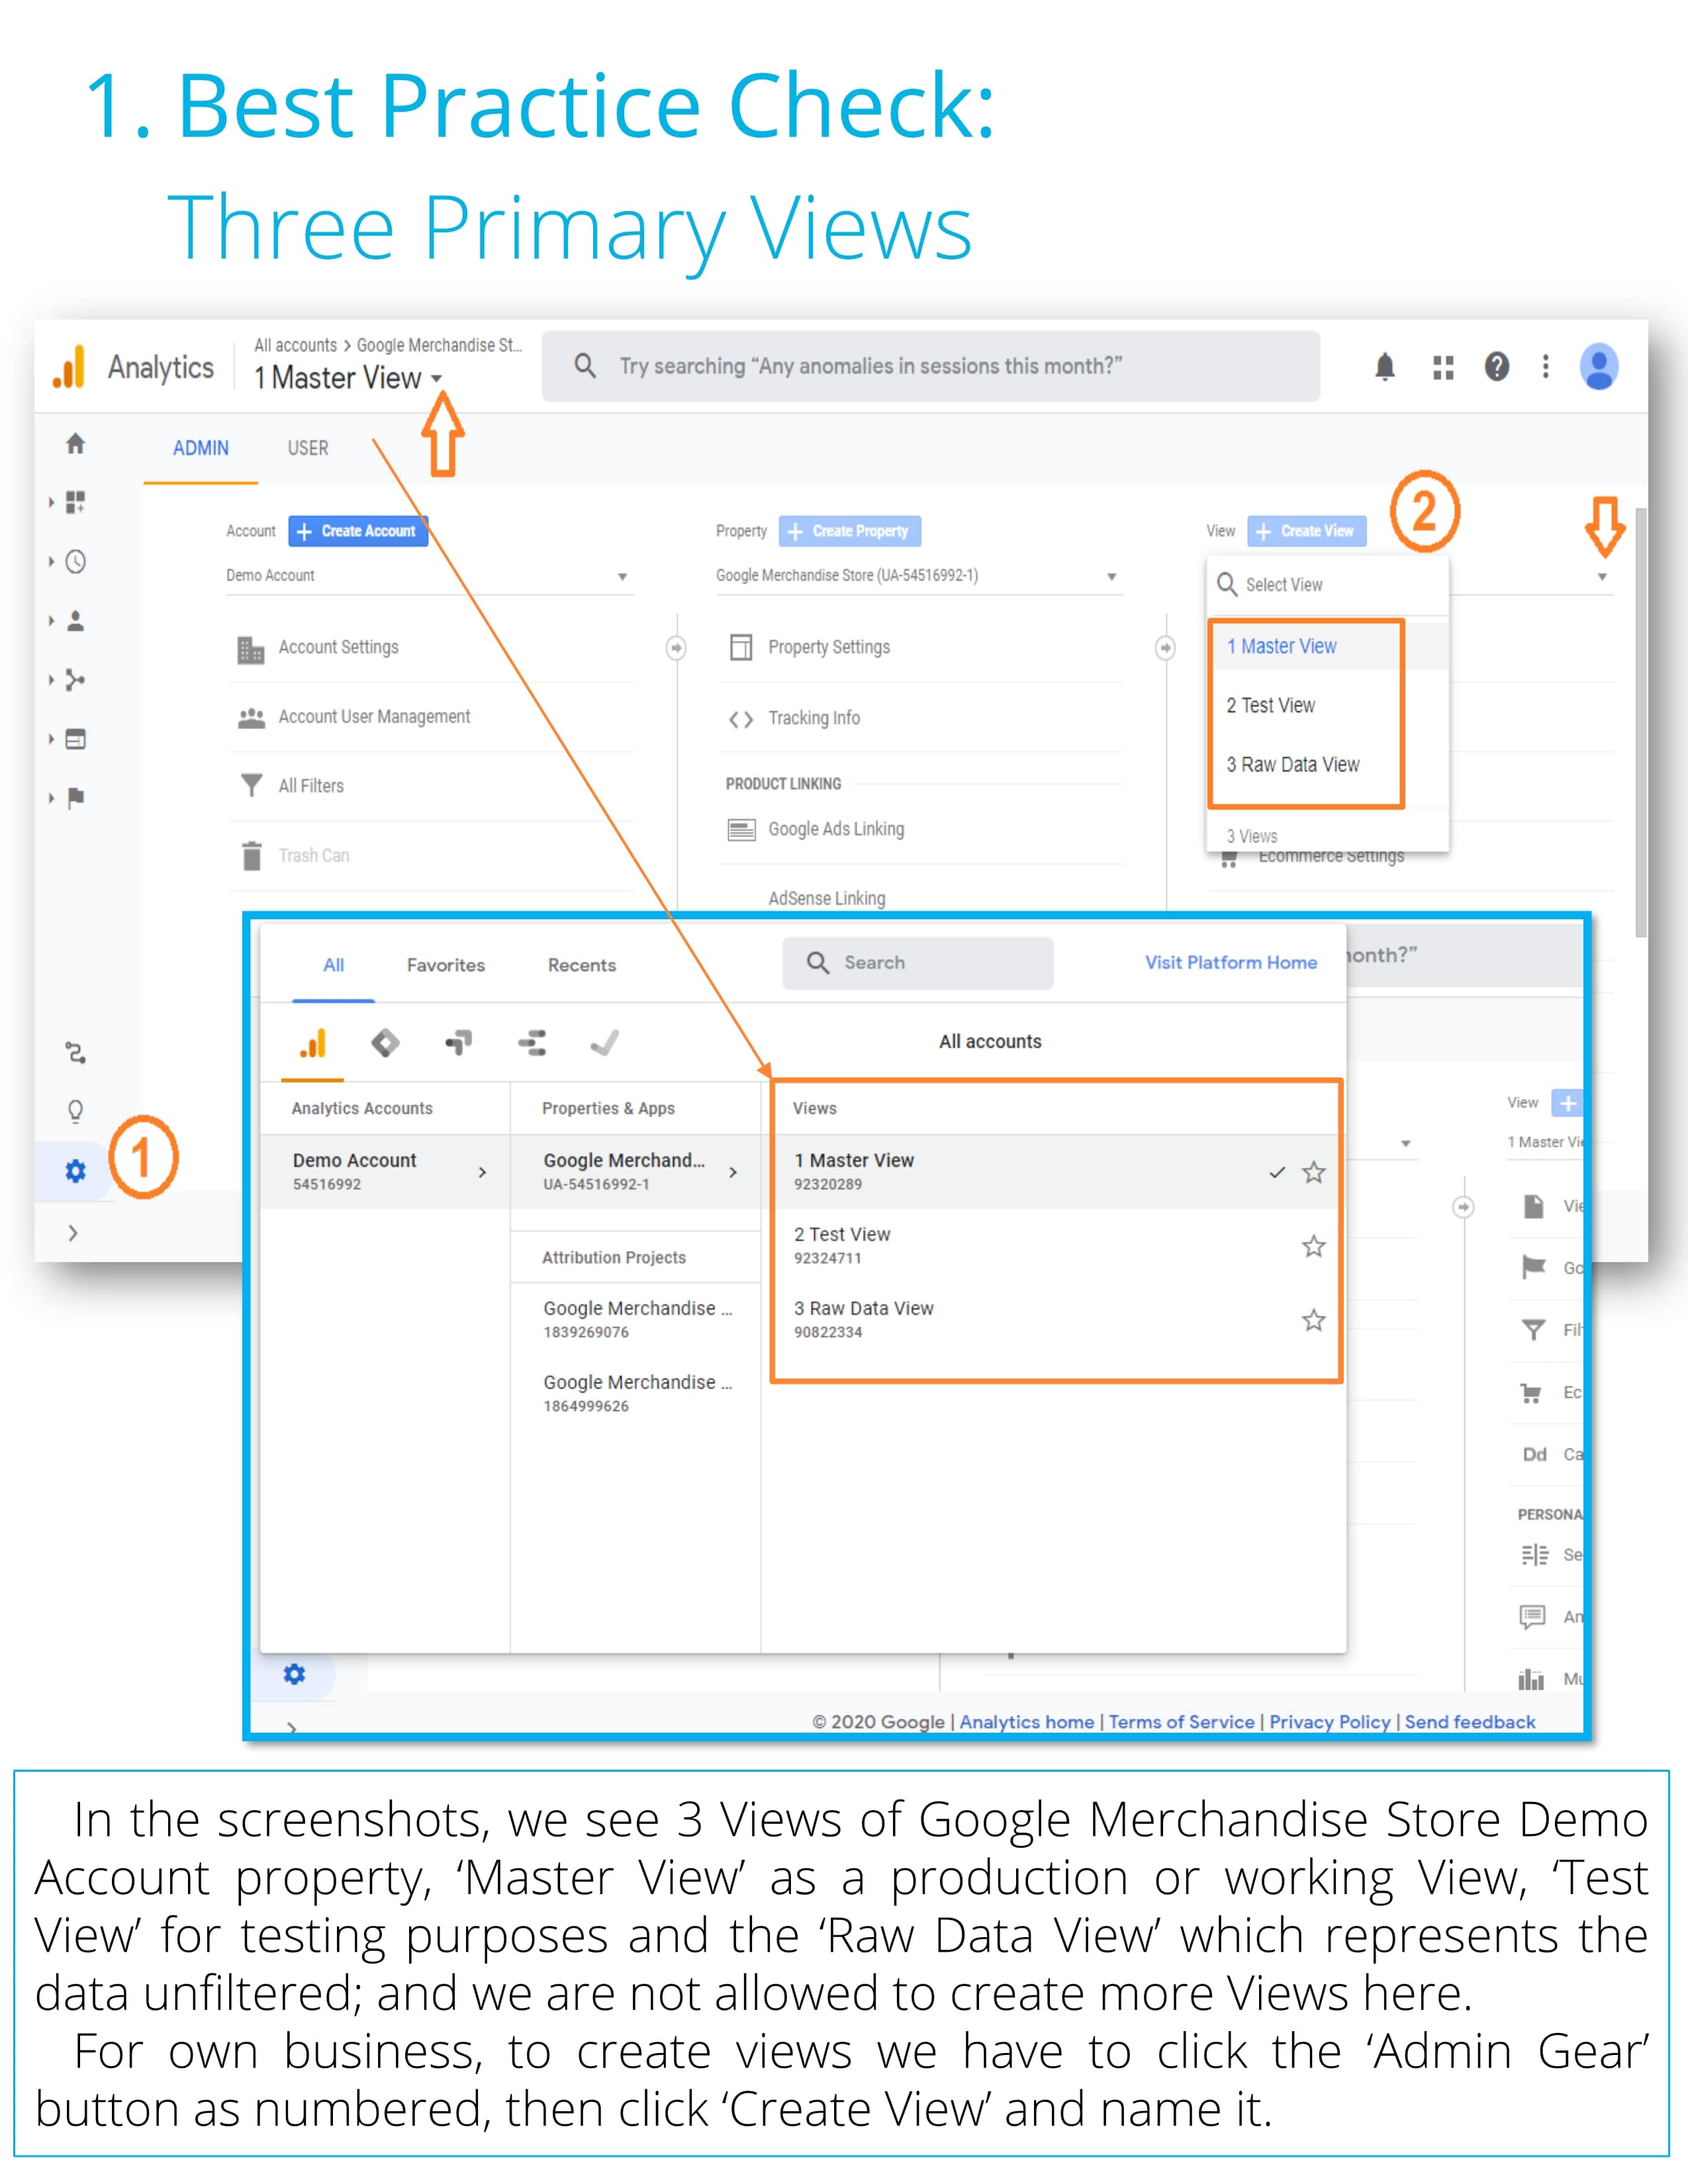 1. Best Practice Check:
Three Primary Views
Analytics
All accounts > Google Merchandise St...
1 Master View
Try searching “Any anomalies in sessions this month?”
ADMIN
USER
Account
+ Create Account
Property
+ Create Property
View
+ Create View
2
Demo Account
Google Merchandise Store (UA-54516992-1)
Select View
Account Settings
Property Settings
1 Master View
Account User Management
Tracking Info
2 Test View
3 Raw Data View
All Filters
PRODUCT LINKING
Google Ads Linking
3 Views
Trash Can
Ecommerce Settings
AdSense Linking
All
Favorites
Recents
Search
Visit Platform Home
onth?”
All accounts
Analytics Accounts
Properties & Apps
Views
View
+
1 Master Vi
Demo Account
54516992
Google Merchand...
UA-54516992-1
1 Master View
92320289
1
2 Test View
92324711
Attribution Projects
Google Merchandise ...
1839269076
3 Raw Data View
90822334
Google Merchandise ...
1864999626
Vie
Go
Filt
Ec
Dd Ca
PERSONA
Se
An
Mu
© 2020 Google | Analytics home | Terms of Service | Privacy Policy | Send feedback
In the screenshots, we see 3 Views of Google Merchandise Store Demo
Account property, ‘Master View’ as a production or working View, ‘Test
View’ for testing purposes and the ‘Raw Data View’ which represents the
data unfiltered; and we are not allowed to create more Views here.
For own business, to create views we have to click the ‘Admin Gear’
button as numbered, then click ‘Create View’ and name it.